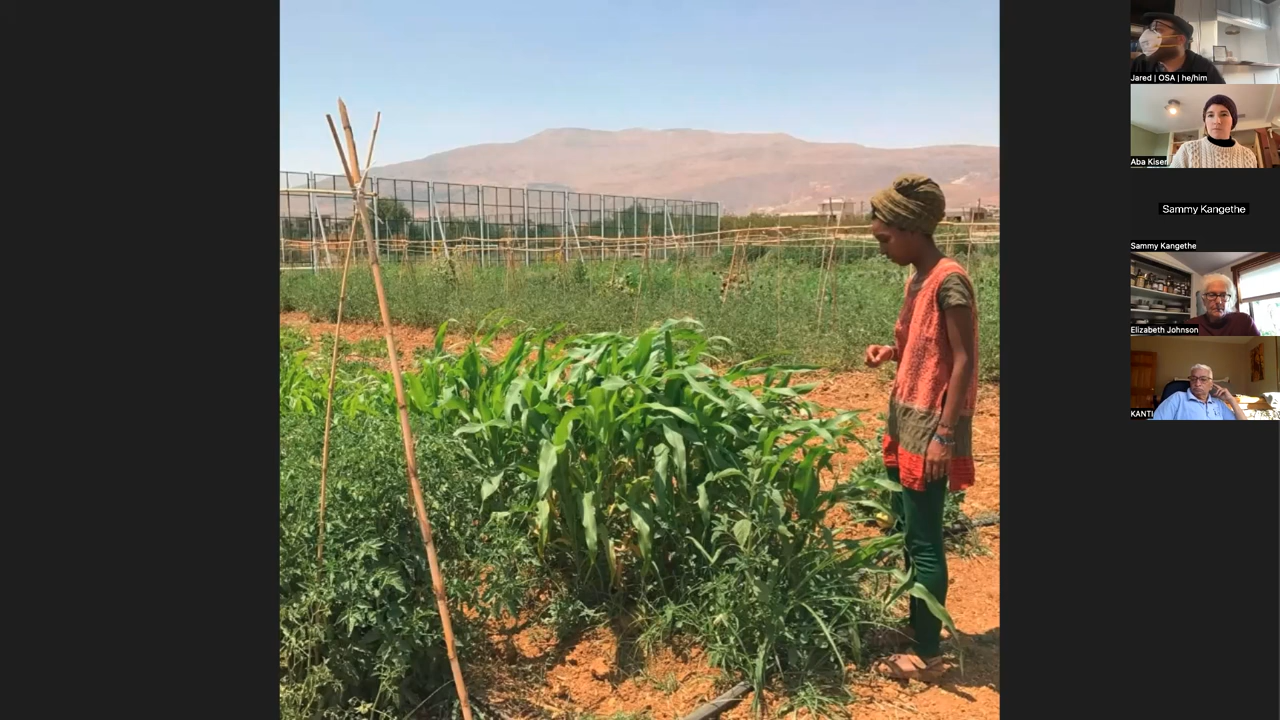 Jared | OSA | he/him
Aba Kiser
Sammy Kangethe
Sammy Kangethe
Elizabeth Johnson
KANTI